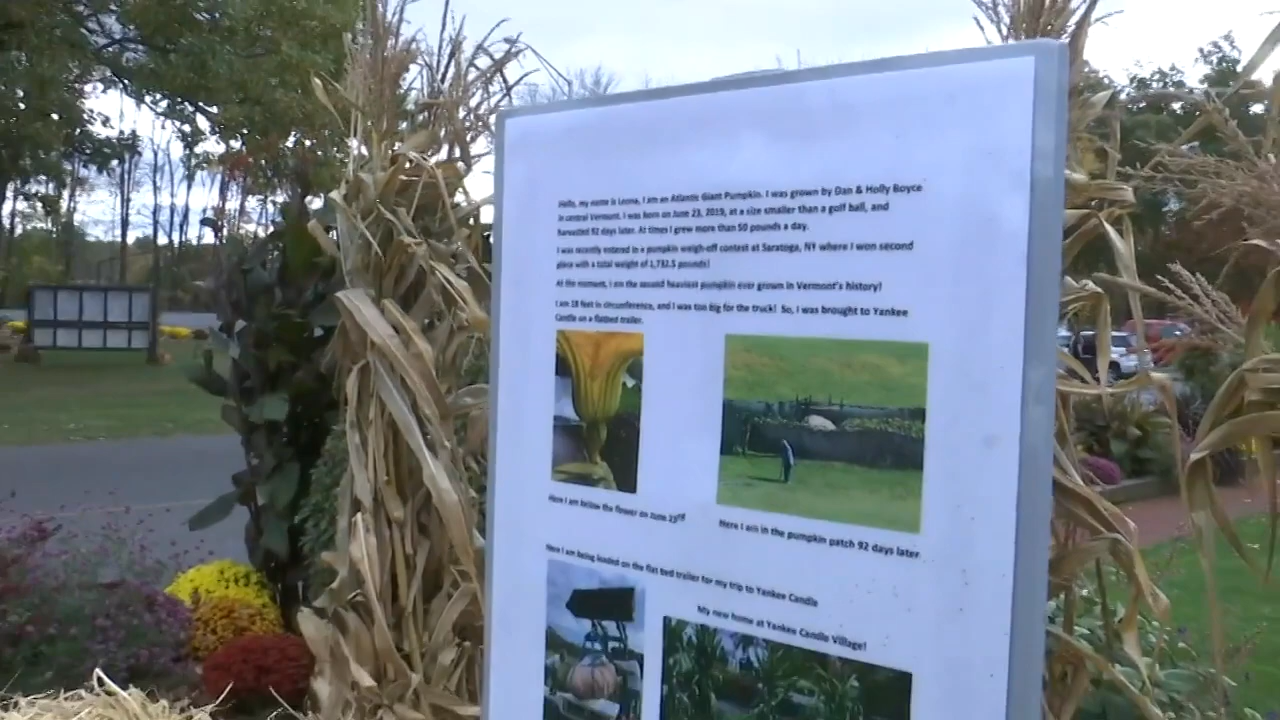 Hello, my name is Leona, I am an Atlantic Giant Pumpkin. I was grown by Dan & Holly Boyce
in central Vermont. I was born on June 23, 2019, at a size smaller than a golf ball, and
harvested 92 days later. At times I grew more than 50 pounds a day.
I was recently entered in a pumpkin weigh-off contest at Saratoga, NY where I won second
place with a total weight of 1,732.5 pounds!
At the moment, I am the second heaviest pumpkin ever grown in Vermont's history!
I am 18 feet in circumference, and I was too big for the truck! So, I was brought to Yankee
Candle on a flatbed trailer.
Here I am below the flower on June 23rd
Here I am in the pumpkin patch 92 days later
Here I am being loaded on the flat bed trailer for my trip to Yankee Candle
My new home at Yankee Candle Village!